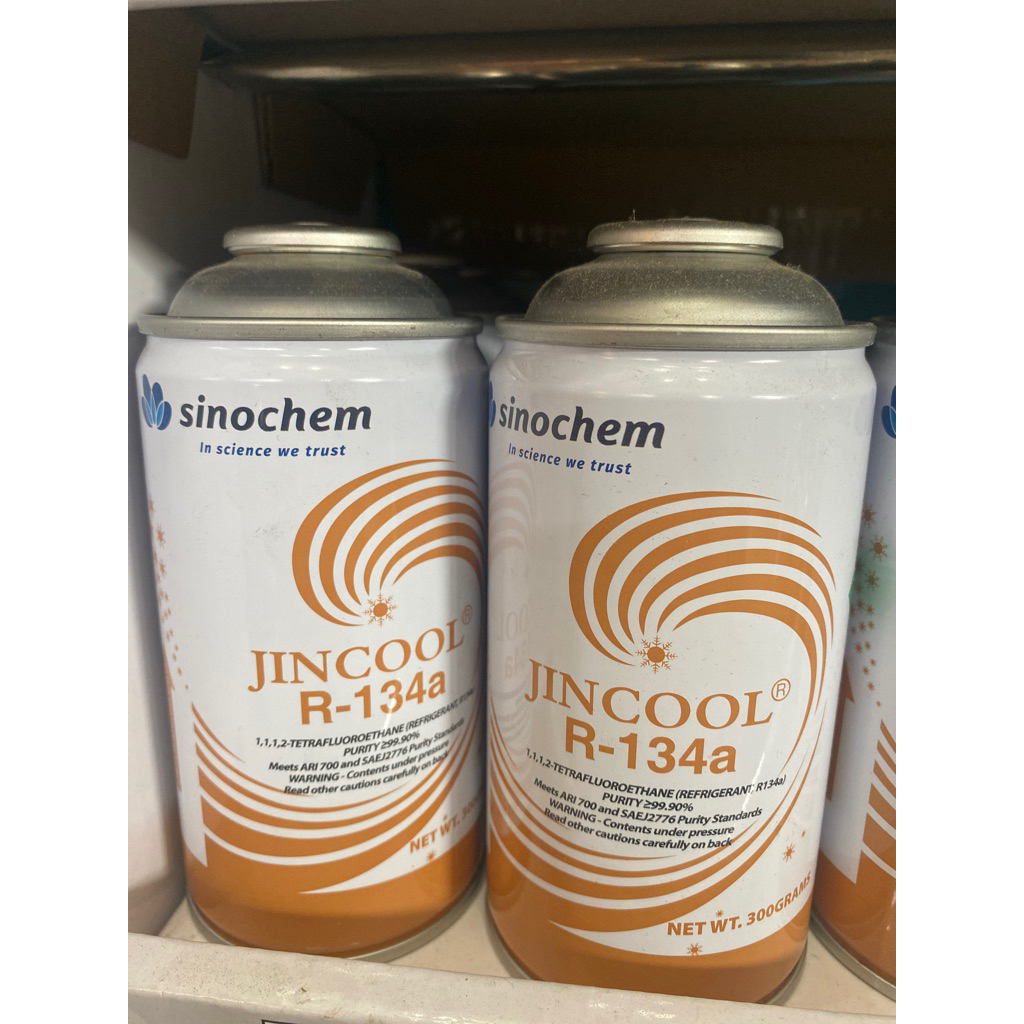 sinochem
In science we trust
JINCOOL®
R-134a
1,1,1,2-TETRAFLUOROETHANE (REFRIGERANT, R134a)
PURITY ≥99.90%
Meets ARI 700 and SAEJ2776 Purity Standards
WARNING - Contents under pressure
Read other cautions carefully on back
NET WT. 300
sinochem
In science we trust
JINCOOL®
R-134a
1,1,1,2-TETRAFLUOROETHANE (REFRIGERANT, R134a)
PURITY ≥99.90%
Meets ARI 700 and SAEJ2776 Purity Standards
WARNING - Contents under pressure
Read other cautions carefully on back
NET WT. 300GRAMS